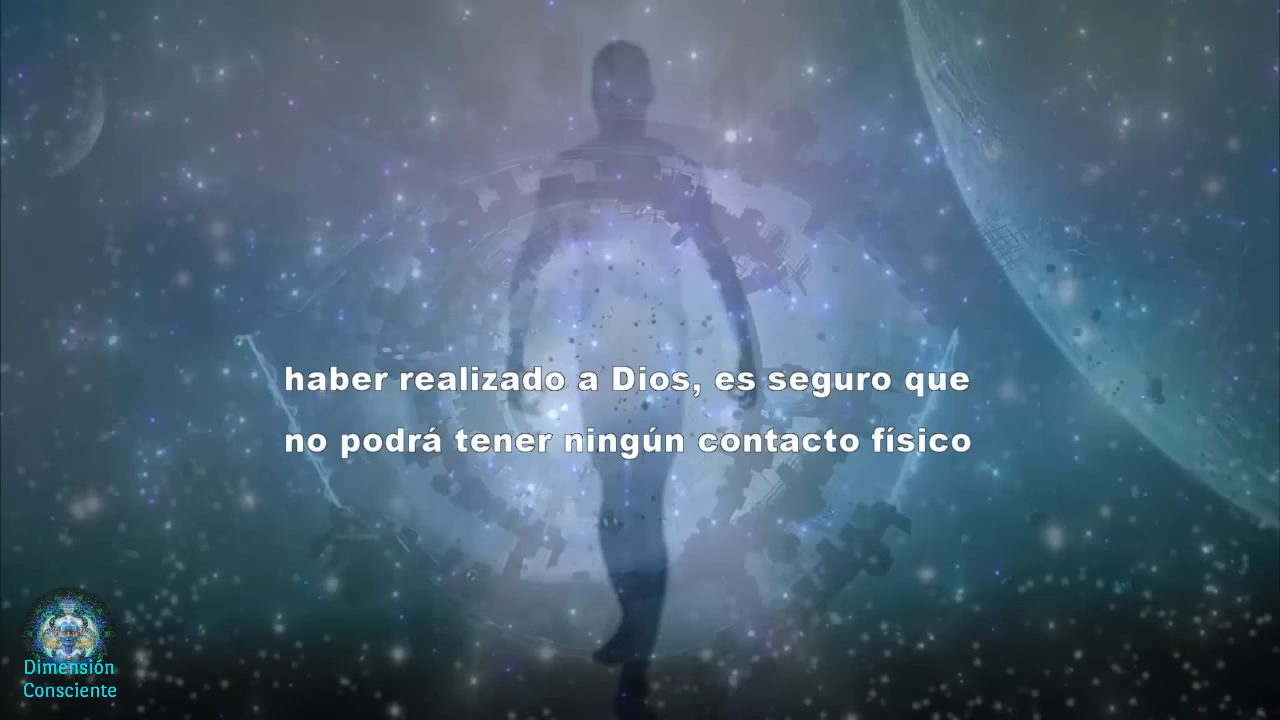 haber realizado a Dios, es seguro que
no podrá tener ningún contacto físico
Dimensión
Consciente